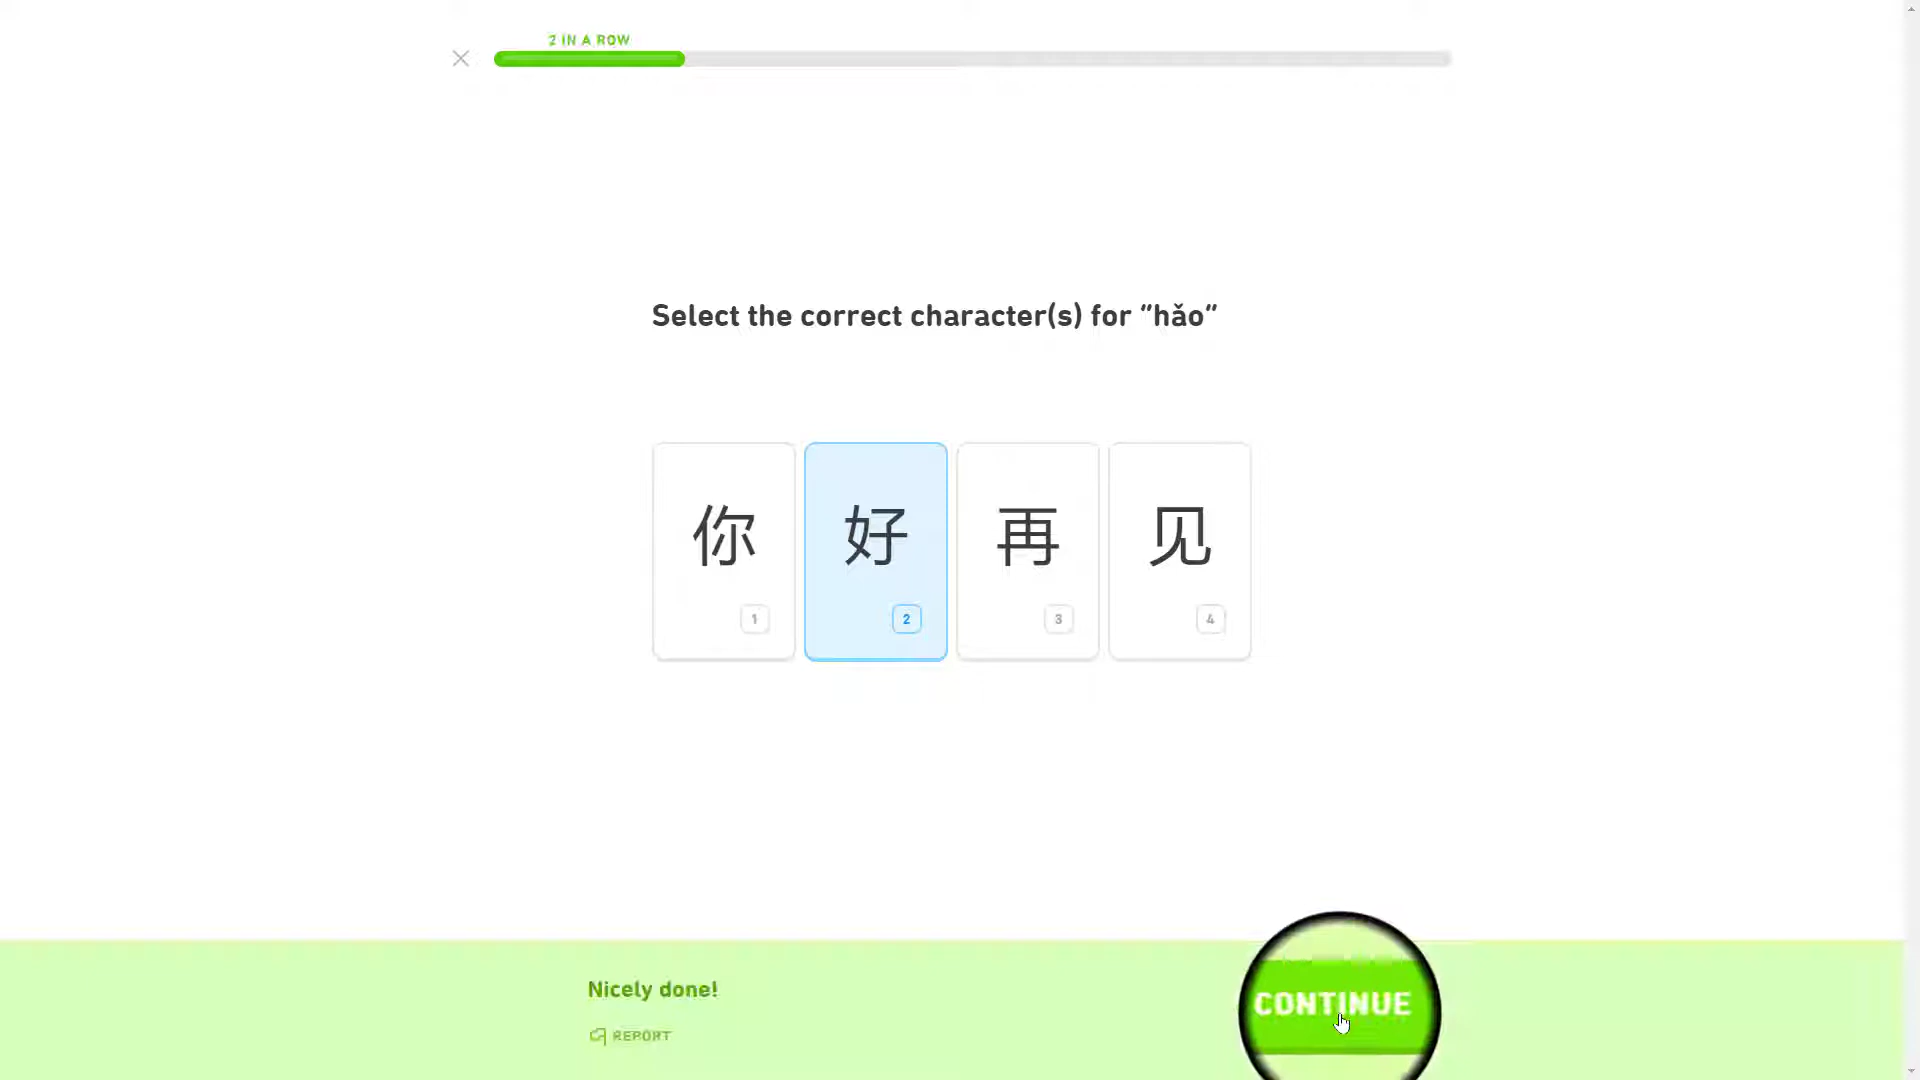 2 IN A ROW
Select the correct character(s) for “hǎo”
你 好 再 见
1 2 3 4
Nicely done!
CONTINUE
REPORT